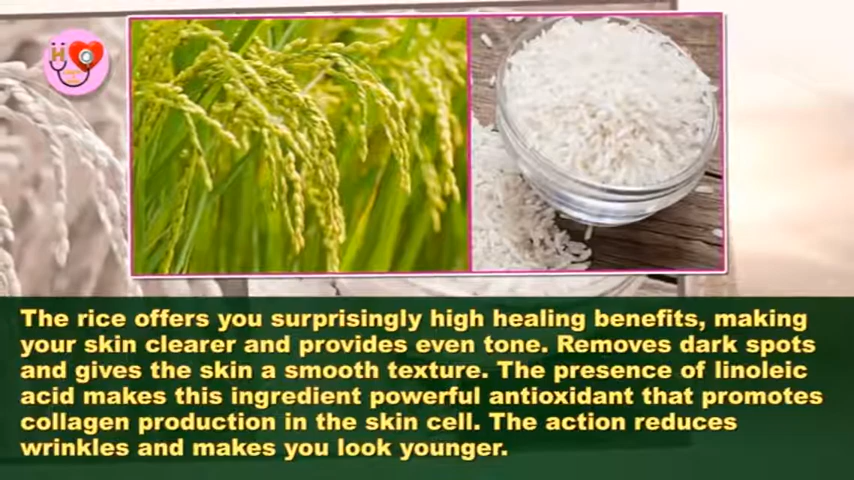 The rice offers you surprisingly high healing benefits, making
your skin clearer and provides even tone. Removes dark spots
and gives the skin a smooth texture. The presence of linoleic
acid makes this ingredient powerful antioxidant that promotes
collagen production in the skin cell. The action reduces
wrinkles and makes you look younger.